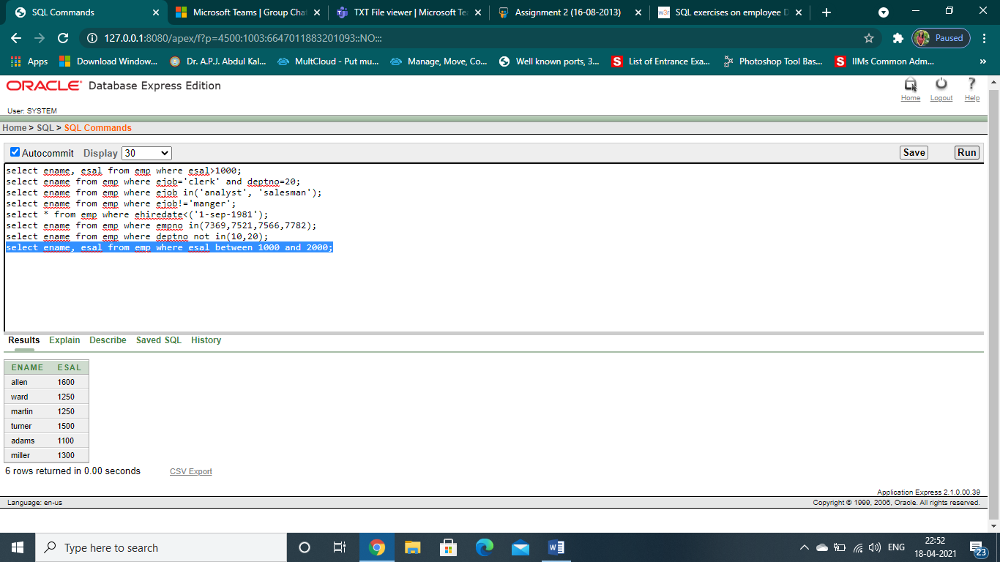 SQL Commands
Microsoft Teams | Group Cha
TXT File viewer | Microsoft Te
Assignment 2 (16-08-2013)
w3r
SQL exercises on employee D
127.0.0.1:8080/apex/f?p=4500:1003:6647011883201093::NO:::
Paused
Apps
Download Window...
Dr. A.P.J. Abdul Kal...
MultCloud - Put mu...
Manage, Move, Co...
Well known ports, 3...
S
List of Entrance Exa...
Photoshop Tool Bas...
S
IIMs Common Adm...
»
ORACLE Database Express Edition
Home
Logout
Help
User: SYSTEM
Home > SQL > SQL Commands
Autocommit
Display
30
Save
Run
select ename, esal from emp where esal>1000;
select ename from emp where ejob='clerk' and deptno=20;
select ename from emp where ejob in('analyst', 'salesman');
select ename from emp where ejob!='manger';
select * from emp where ehiredate<('1-sep-1981');
select ename from emp where empno in(7369,7521,7566,7782);
select ename from emp where deptno not in(10,20);
select ename, esal from emp where esal between 1000 and 2000;
Results
Explain
Describe
Saved SQL
History
ENAME ESAL
allen 1600
ward 1250
martin 1250
turner 1500
adams 1100
miller 1300
6 rows returned in 0.00 seconds
CSV Export
Application Express 2.1.0.00.39
Language: en-us
Copyright © 1999, 2006, Oracle. All rights reserved.
Type here to search
ENG
22:52
18-04-2021
23